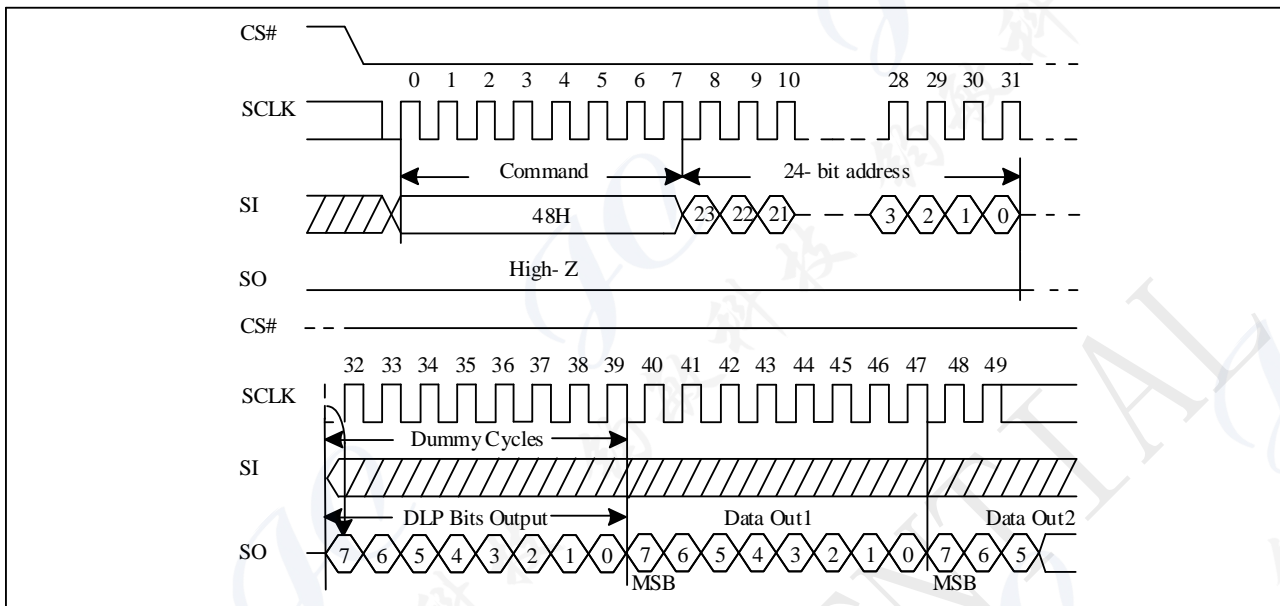 CS#
0 1 2 3 4 5 6 7 8 9 10 28 29 30 31
SCLK
Command 24- bit address
SI 48H 23 22 21 3 2 1 0
SO High- Z
CS#
32 33 34 35 36 37 38 39 40 41 42 43 44 45 46 47 48 49
SCLK
Dummy Cycles
SI
DLP Bits Output Data Out1 Data Out2
SO 7 6 5 4 3 2 1 0 7 6 5 4 3 2 1 0 7 6 5
MSB MSB
NTIAL